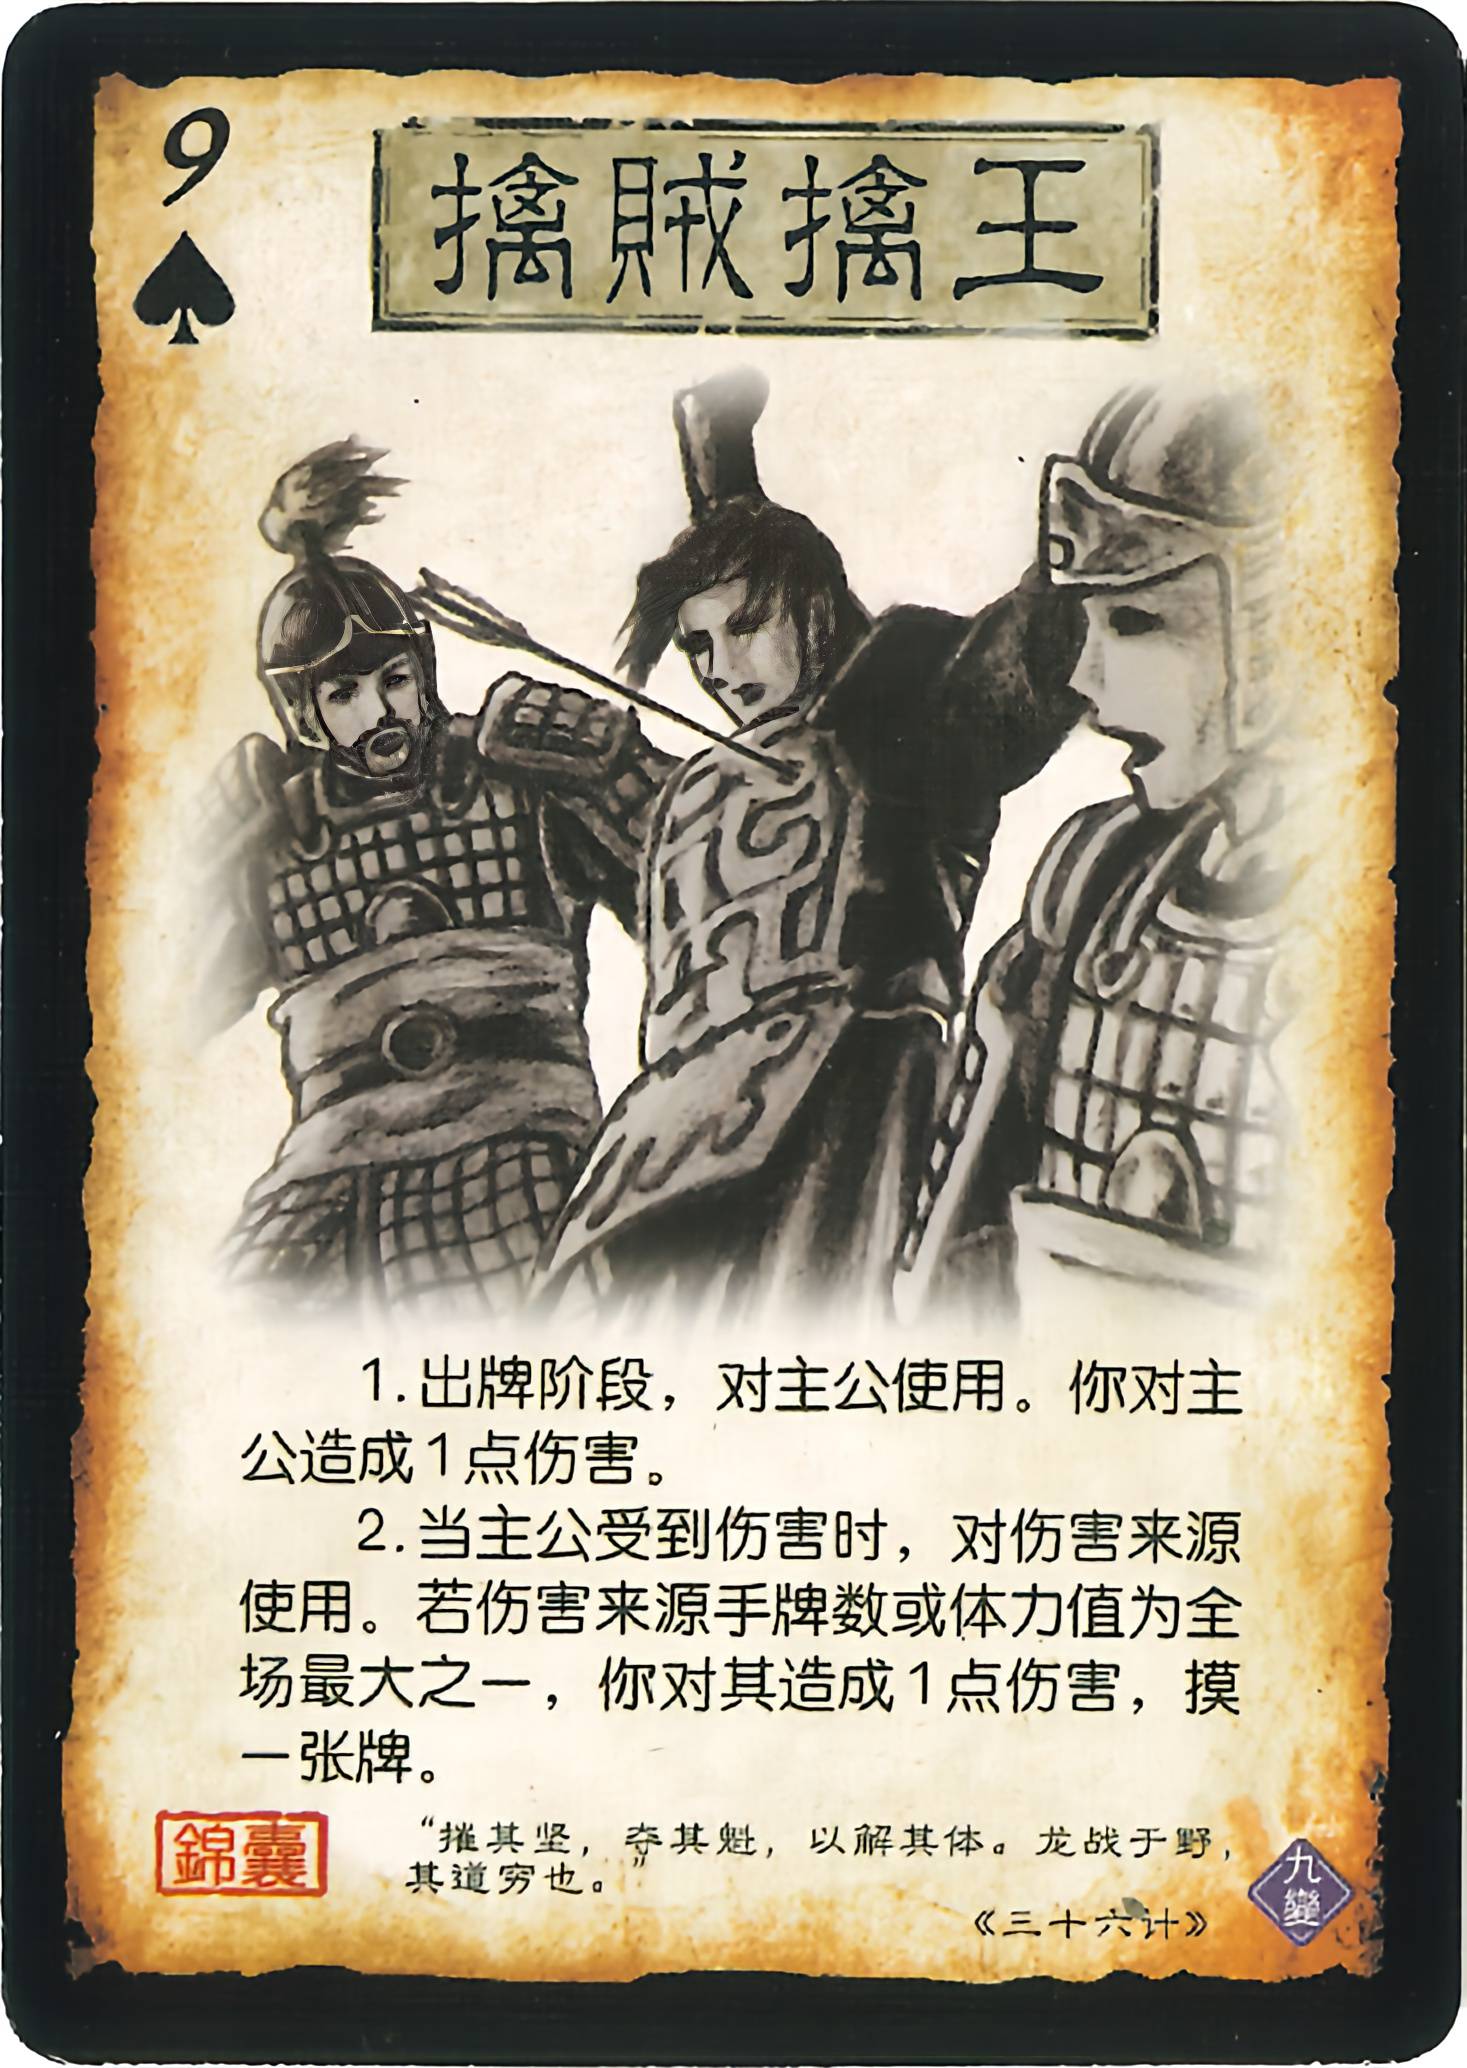 9
擒賊擒王
1.出牌阶段，对主公使用。你对主
公造成1点伤害。
2.当主公受到伤害时，对伤害来源
使用。若伤害来源手牌数或体力值为全
场最大之一，你对其造成1点伤害，摸
一张牌。
錦囊
“摧其坚，夺其魁，以解其体。龙战于野，
其道穷也。”
《三十六计》
九
變